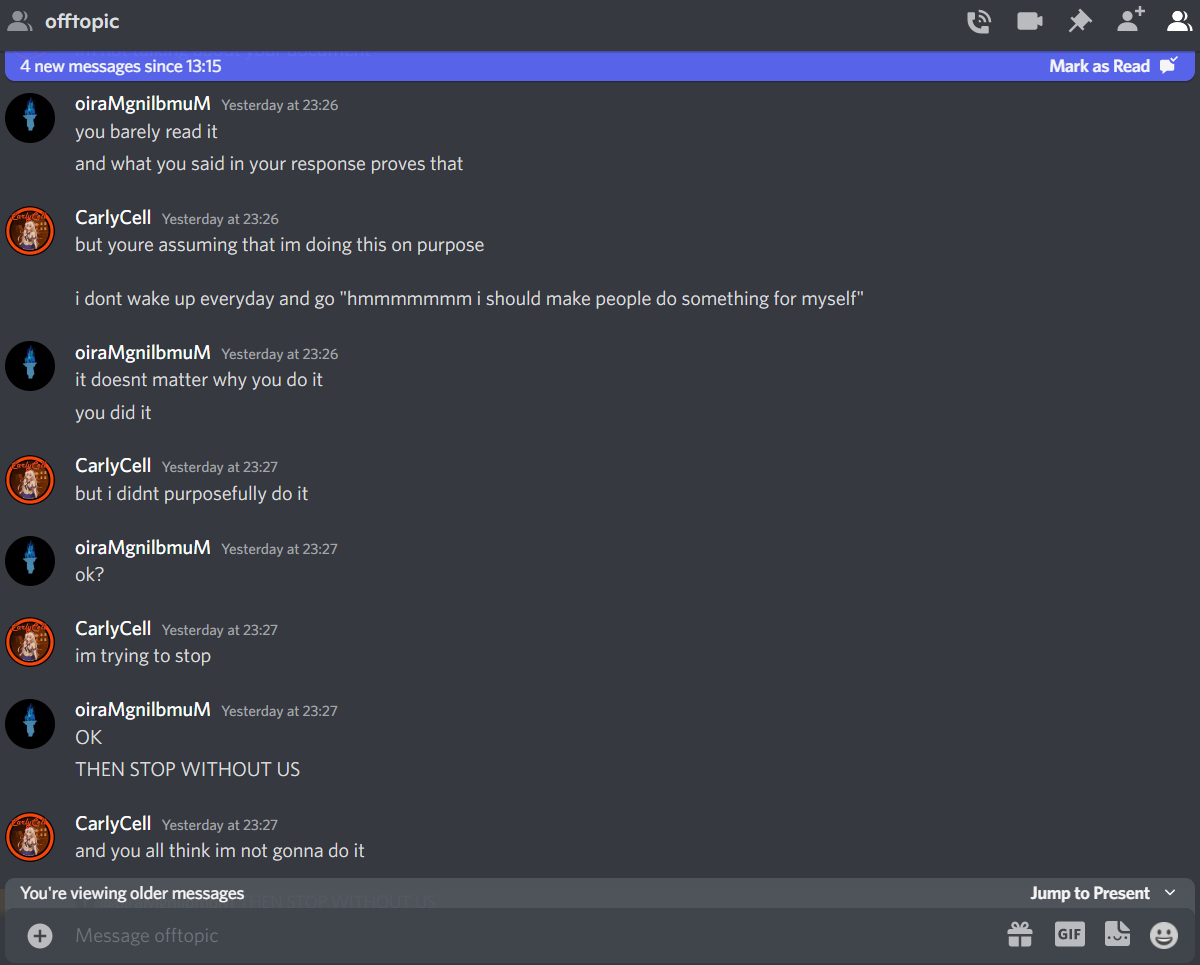 offtopic
4 new messages since 13:15
Mark as Read
oiraMgnilbmuM Yesterday at 23:26
you barely read it
and what you said in your response proves that
CarlyCell Yesterday at 23:26
but youre assuming that im doing this on purpose
i dont wake up everyday and go "hmmmmmmm i should make people do something for myself"
oiraMgnilbmuM Yesterday at 23:26
it doesnt matter why you do it
you did it
CarlyCell Yesterday at 23:27
but i didnt purposefully do it
oiraMgnilbmuM Yesterday at 23:27
ok?
CarlyCell Yesterday at 23:27
im trying to stop
oiraMgnilbmuM Yesterday at 23:27
OK
THEN STOP WITHOUT US
CarlyCell Yesterday at 23:27
and you all think im not gonna do it
You're viewing older messages
THEN STOP WITHOUT US
Jump to Present
Message offtopic
GIF